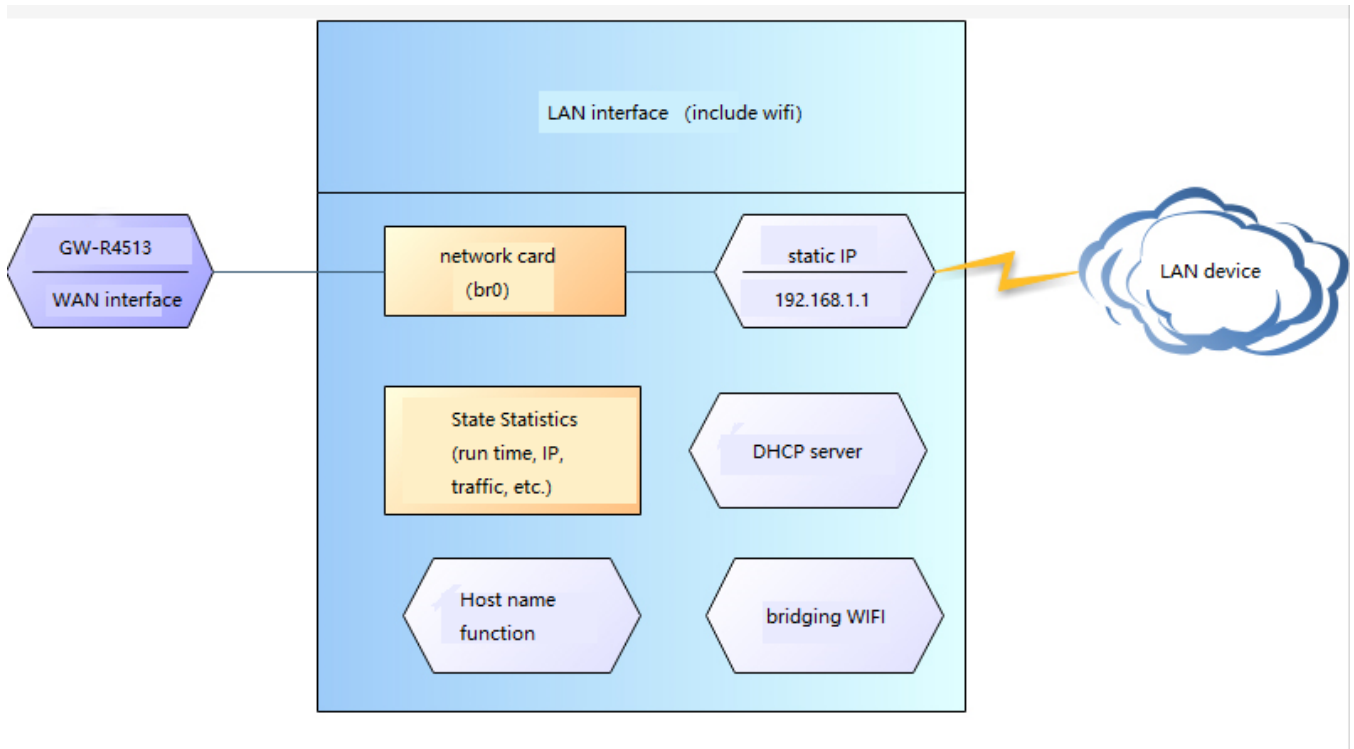 LAN interface (include wifi)
GW-R4513
WAN interface
network card
(br0)
static IP
192.168.1.1
LAN device
State Statistics
(run time, IP,
traffic, etc.)
DHCP server
Host name
function
bridging WIFI